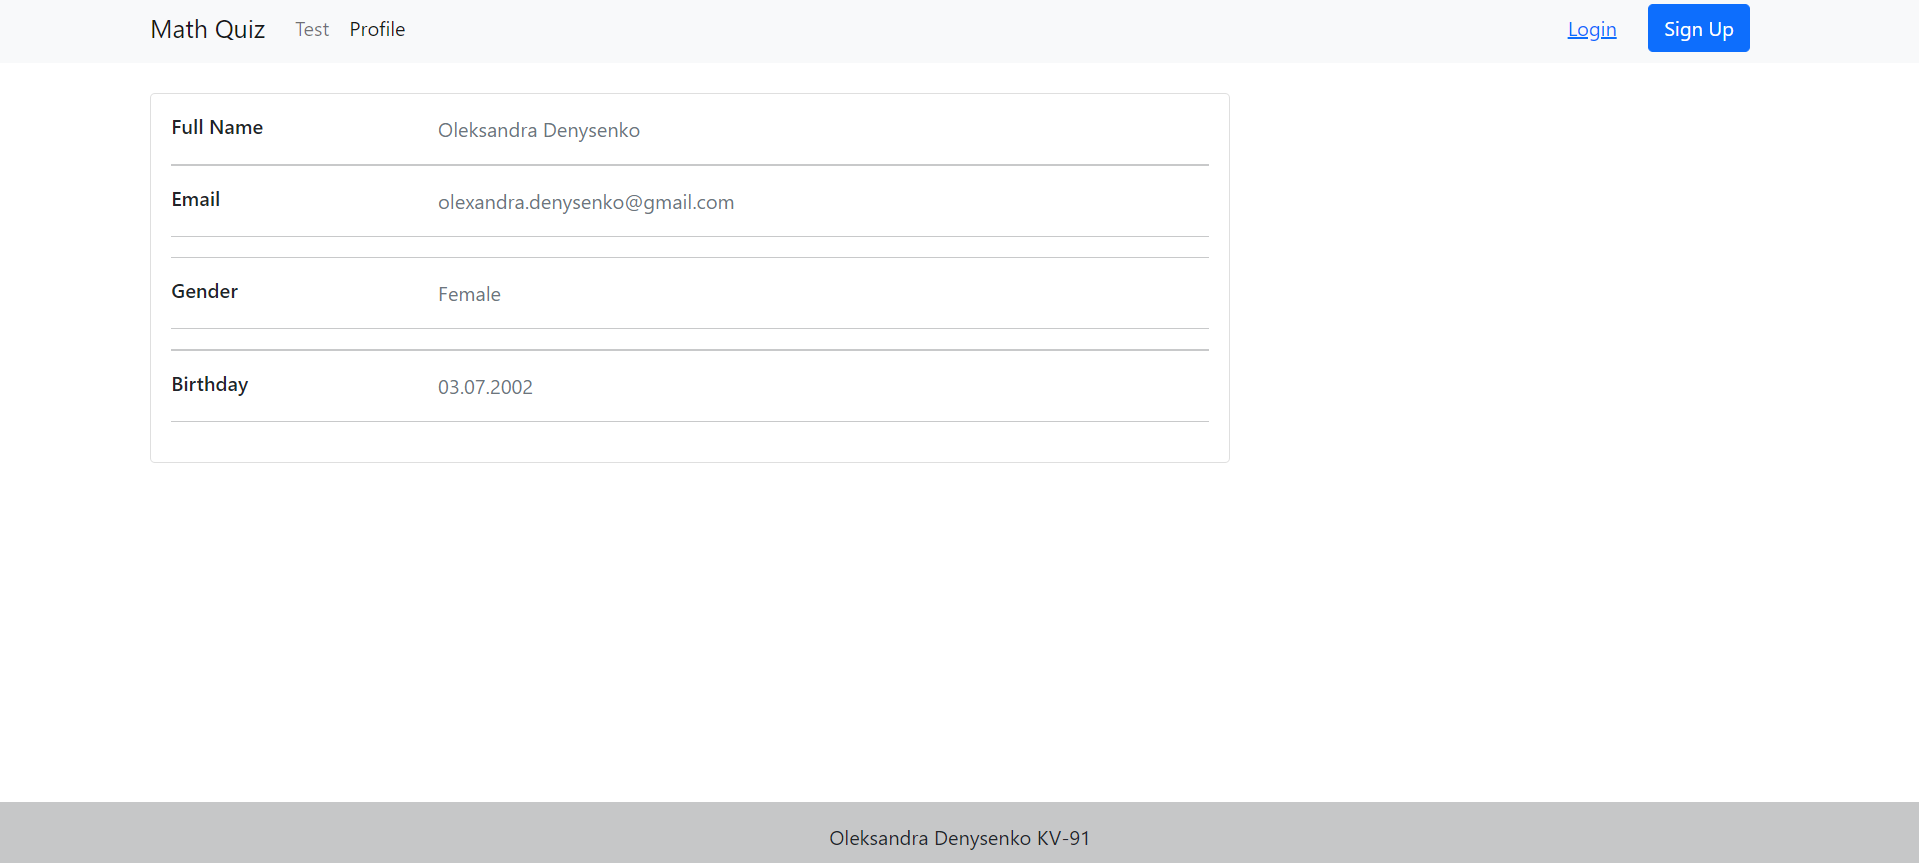 Math Quiz Test Profile Login Sign Up
Full Name Oleksandra Denysenko
Email olexandra.denysenko@gmail.com
Gender Female
Birthday 03.07.2002
Oleksandra Denysenko KV-91